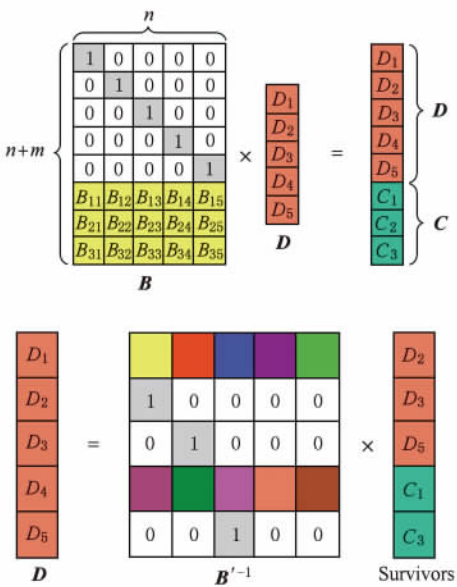 n
n+m
1 0 0 0 0
0 1 0 0 0
0 0 1 0 0
0 0 0 1 0
0 0 0 0 1
B₁₁ B₁₂ B₁₃ B₁₄ B₁₅
B₂₁ B₂₂ B₂₃ B₂₄ B₂₅
B₃₁ B₃₂ B₃₃ B₃₄ B₃₅
B
×
D₁
D₂
D₃
D₄
D₅
D
=
D₁
D₂
D₃
D₄
D₅
C₁
C₂
C₃
D
C
D₁
D₂
D₃
D₄
D₅
D
=
1 0 0 0 0
0 1 0 0 0
0 0 1 0 0
B′⁻¹
×
D₂
D₃
D₅
C₁
C₃
Survivors